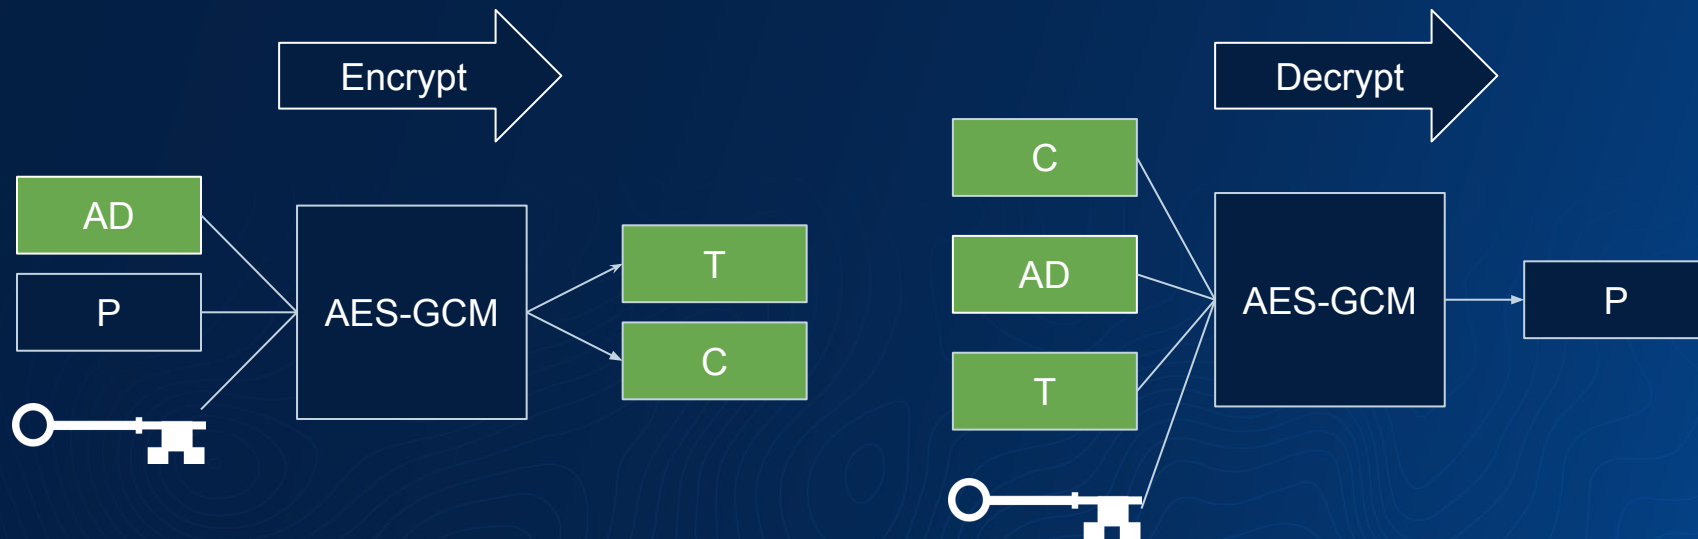 Encrypt
AD
P
AES-GCM
T
C
Decrypt
C
AD
T
AES-GCM
P